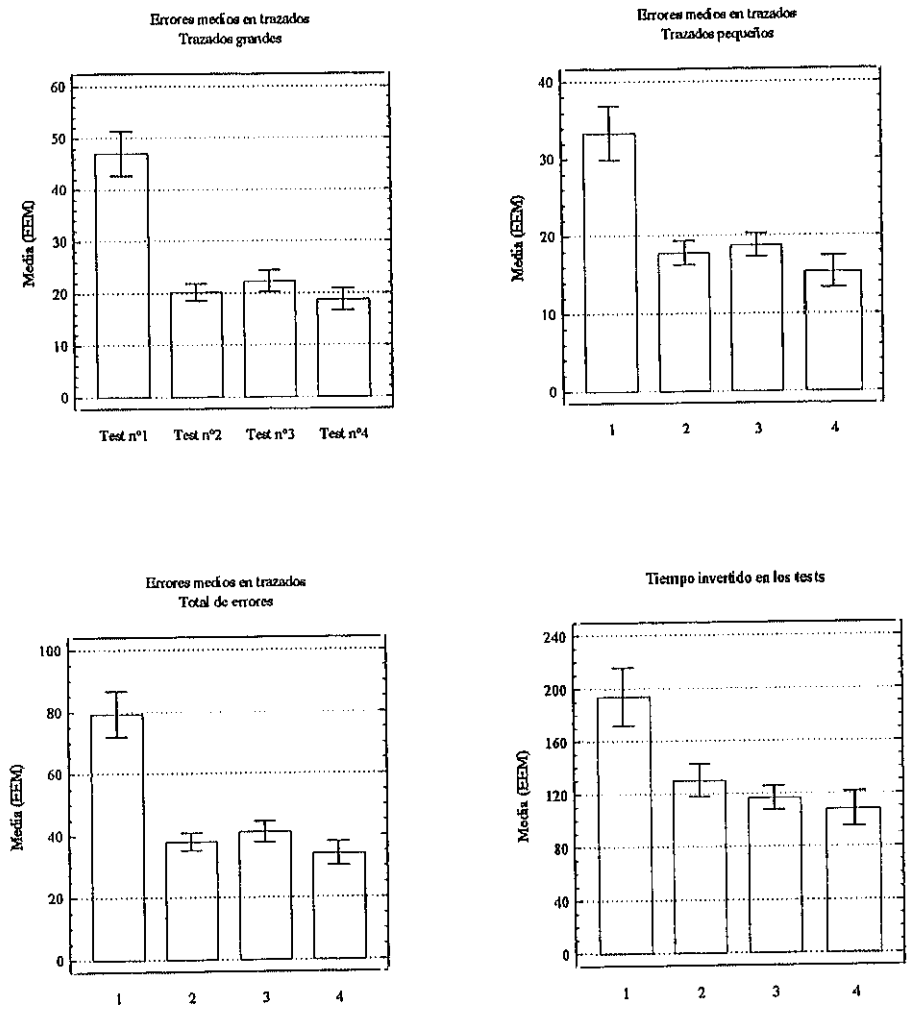 Errores medios en trazados
Trazados grandes
60
50
40
30
20
10
0
Media (EEM)
Test nº1 Test nº2 Test nº3 Test nº4
Errores medios en trazados
Trazados pequeños
40
30
20
10
0
Media (EEM)
1 2 3 4
Errores medios en trazados
Total de errores
100
80
60
40
20
0
Media (EEM)
1 2 3 4
Tiempo invertido en los tests
240
200
160
120
80
40
0
Media (EEM)
1 2 3 4